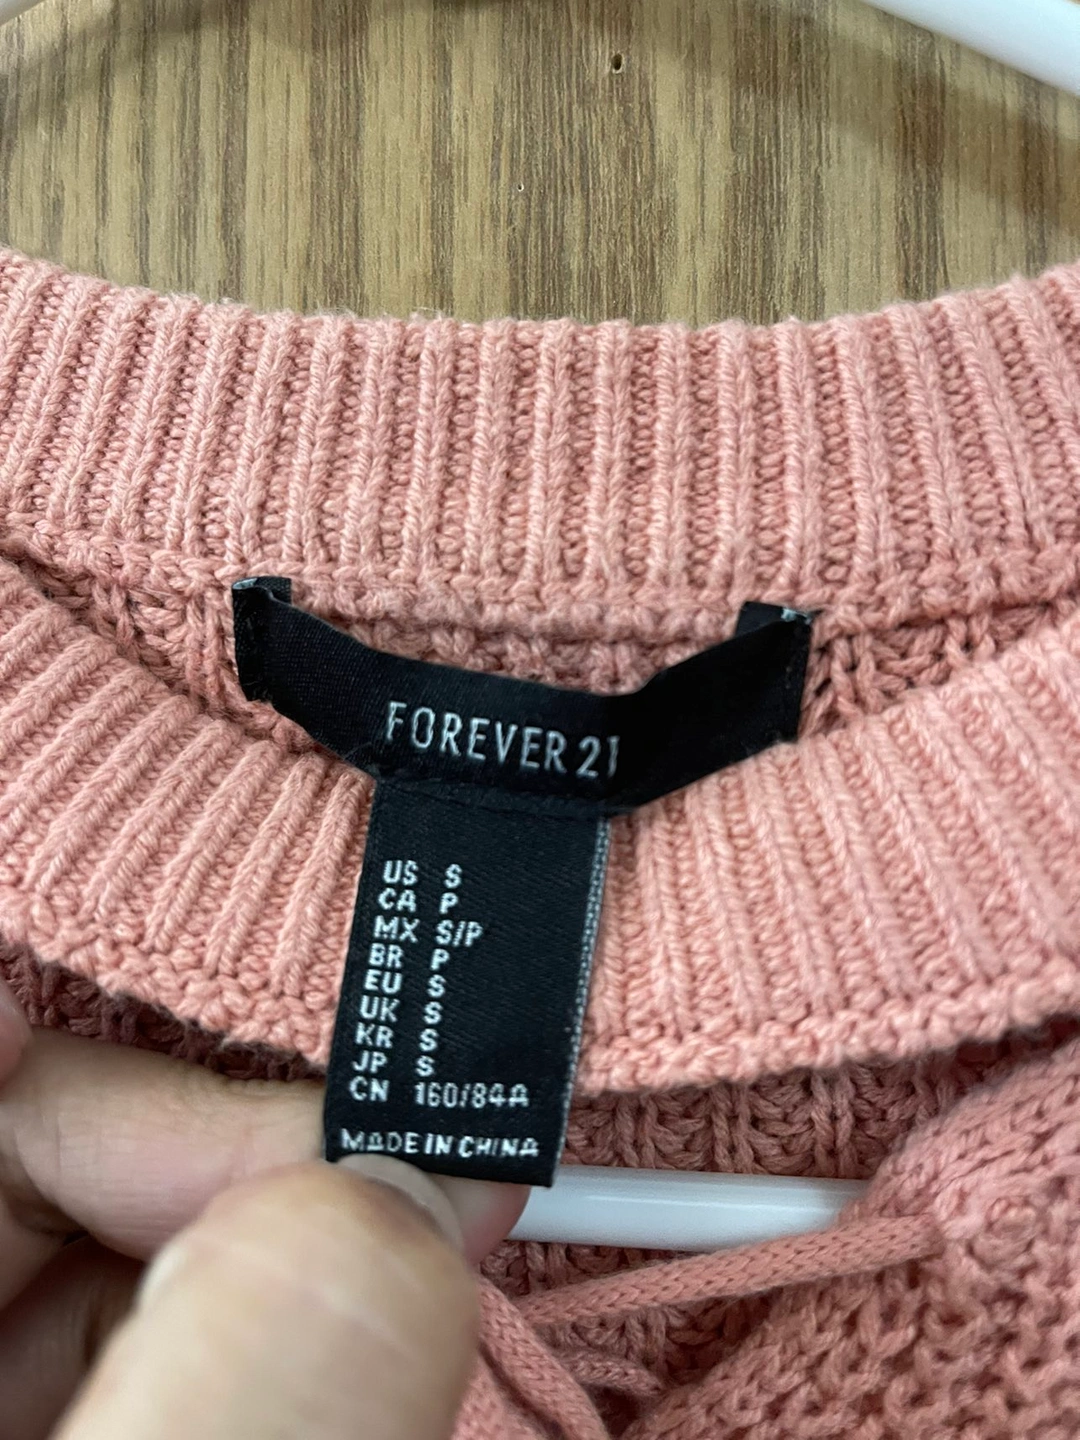 FOREVER 21
US S
CA P
MX S/P
BR P
EU S
UK S
KR S
JP S
CN 160/84A
MADE IN CHINA